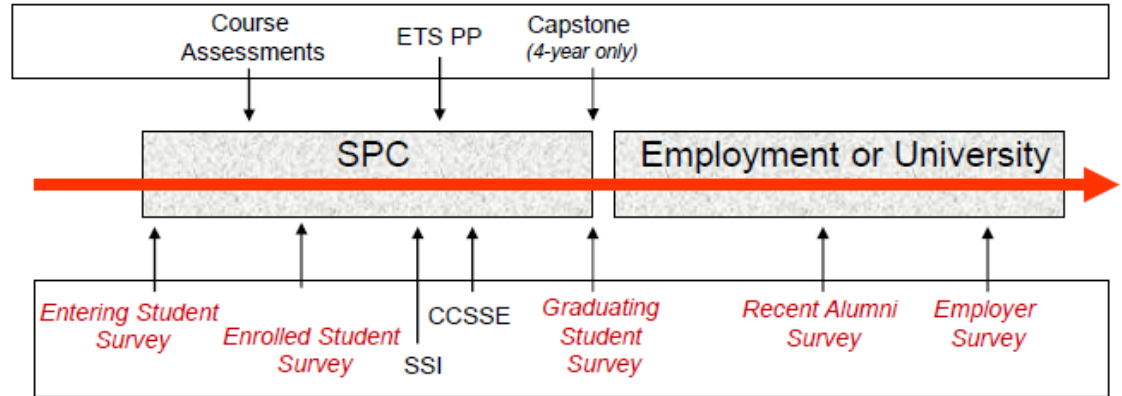 Course
Assessments
ETS PP
Capstone
(4-year only)
SPC
Employment or University
Entering Student
Survey
Enrolled Student
Survey
SSI
CCSSE
Graduating
Student
Survey
Recent Alumni
Survey
Employer
Survey